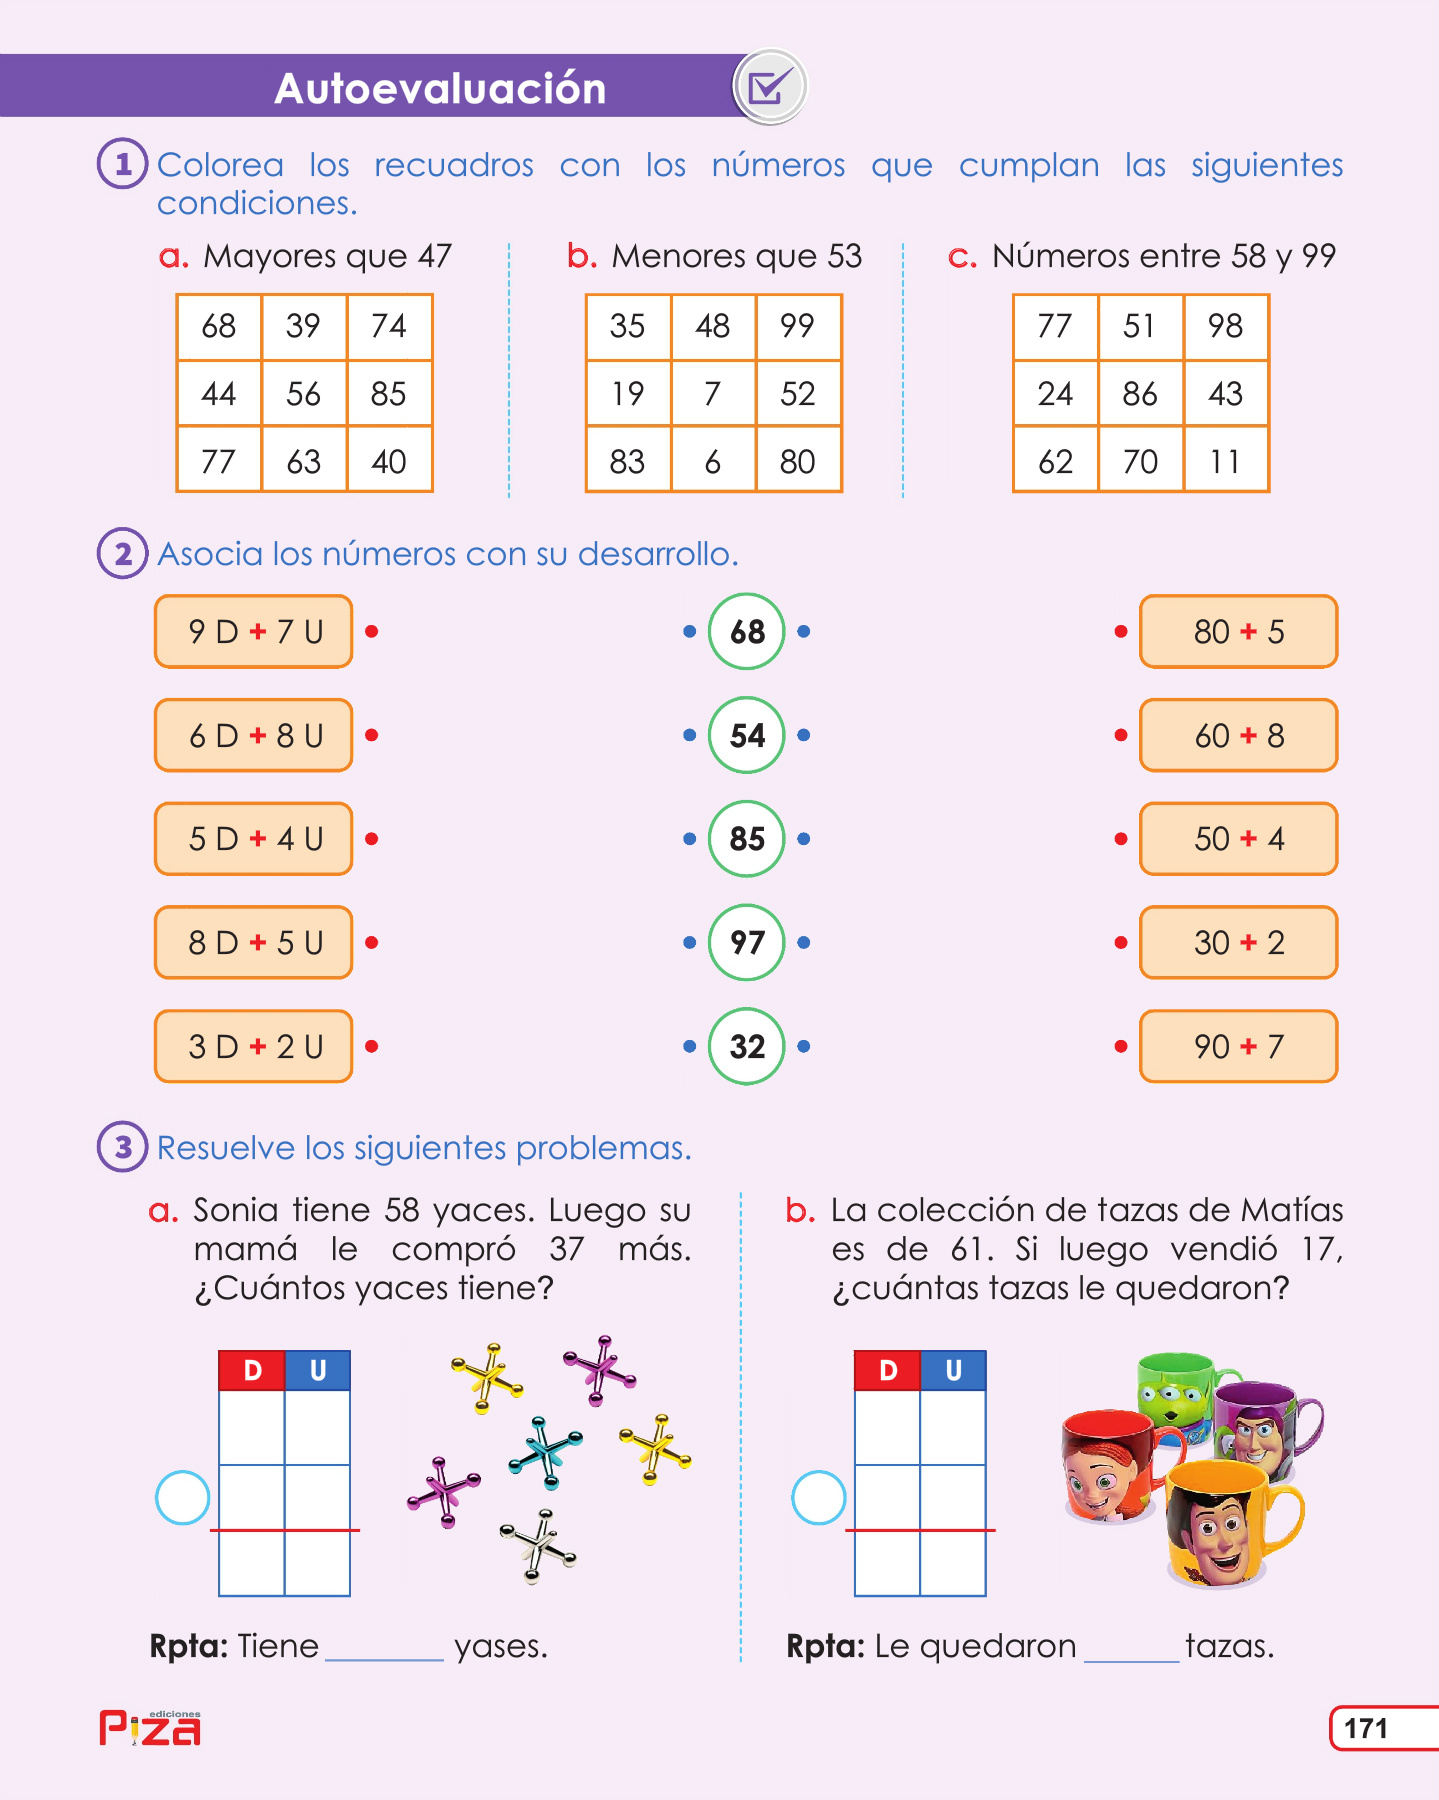 Autoevaluación
1 Colorea los recuadros con los números que cumplan las siguientes
condiciones.
a. Mayores que 47
68 39 74
44 56 85
77 63 40
b. Menores que 53
35 48 99
19 7 52
83 6 80
c. Números entre 58 y 99
77 51 98
24 86 43
62 70 11
2 Asocia los números con su desarrollo.
9 D + 7 U 68 80 + 5
6 D + 8 U 54 60 + 8
5 D + 4 U 85 50 + 4
8 D + 5 U 97 30 + 2
3 D + 2 U 32 90 + 7
3 Resuelve los siguientes problemas.
a. Sonia tiene 58 yaces. Luego su
mamá le compró 37 más.
¿Cuántos yaces tiene?
D U
Rpta: Tiene ______ yases.
b. La colección de tazas de Matías
es de 61. Si luego vendió 17,
¿cuántas tazas le quedaron?
D U
Rpta: Le quedaron _____ tazas.
ediciones
Piza
171